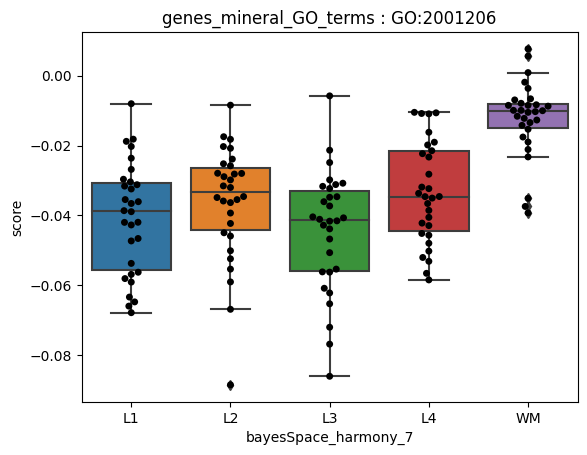 genes_mineral_GO_terms : GO:2001206
0.00
−0.02
−0.04
−0.06
−0.08
score
L1 L2 L3 L4 WM
bayesSpace_harmony_7